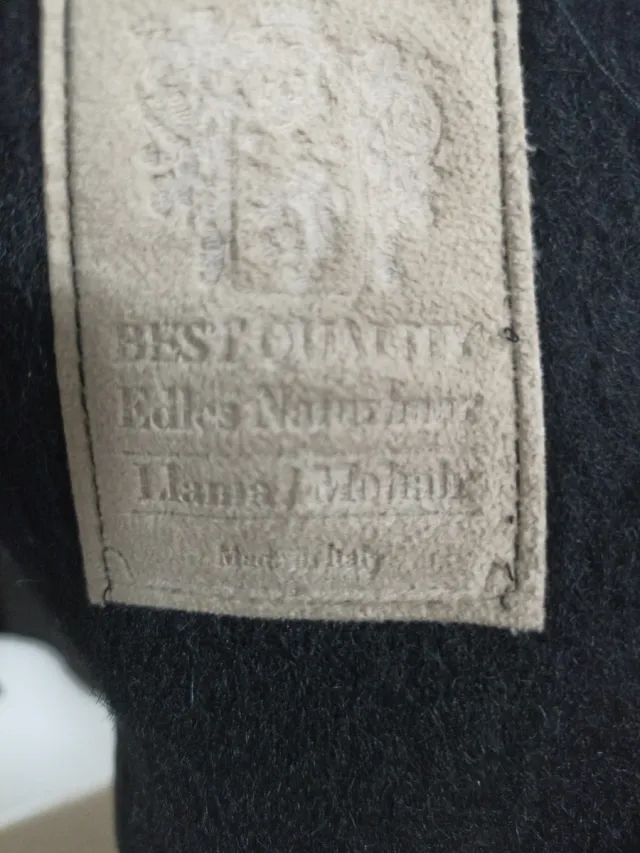 BEST QUALITY
Edles Naturhaar
Llama / Mohair
Made in Italy